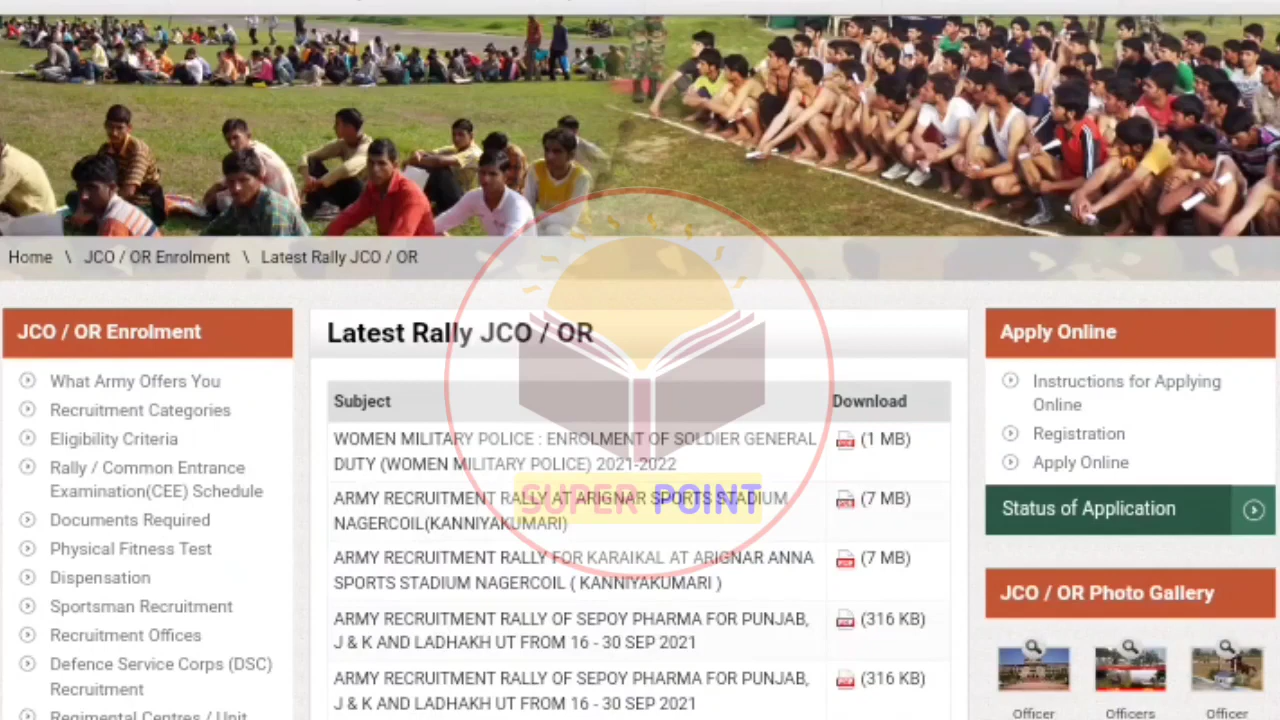 Home \ JCO / OR Enrolment \ Latest Rally JCO / OR
JCO / OR Enrolment
What Army Offers You
Recruitment Categories
Eligibility Criteria
Rally / Common Entrance
Examination(CEE) Schedule
Documents Required
Physical Fitness Test
Dispensation
Sportsman Recruitment
Recruitment Offices
Defence Service Corps (DSC)
Recruitment
Regimental Centres / Unit
Latest Rally JCO / OR
Subject Download
WOMEN MILITARY POLICE : ENROLMENT OF SOLDIER GENERAL
DUTY (WOMEN MILITARY POLICE) 2021-2022
(1 MB)
ARMY RECRUITMENT RALLY AT ARIGNAR SPORTS STADIUM
NAGERCOIL(KANNIYAKUMARI)
(7 MB)
ARMY RECRUITMENT RALLY FOR KARAIKAL AT ARIGNAR ANNA
SPORTS STADIUM NAGERCOIL ( KANNIYAKUMARI )
(7 MB)
ARMY RECRUITMENT RALLY OF SEPOY PHARMA FOR PUNJAB,
J & K AND LADHAKH UT FROM 16 - 30 SEP 2021
(316 KB)
ARMY RECRUITMENT RALLY OF SEPOY PHARMA FOR PUNJAB,
J & K AND LADHAKH UT FROM 16 - 30 SEP 2021
(316 KB)
SUPER POINT
Apply Online
Instructions for Applying
Online
Registration
Apply Online
Status of Application
JCO / OR Photo Gallery
Officer
Officers
Officer